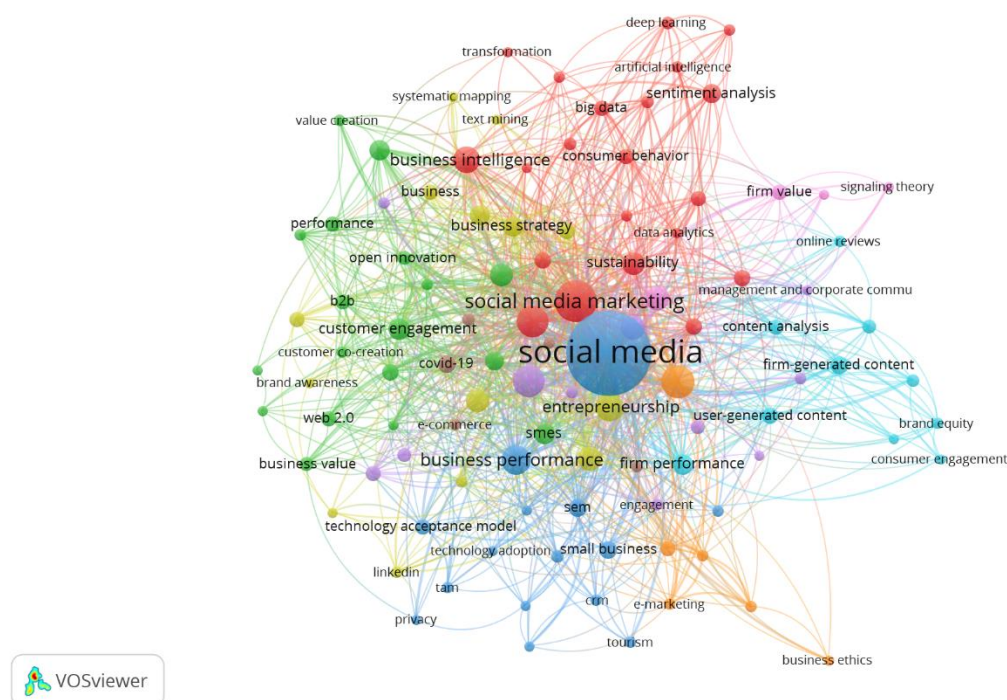 deep learning
transformation
artificial intelligence
systematic mapping
sentiment analysis
big data
value creation
text mining
business intelligence
consumer behavior
business
firm value
signaling theory
performance
business strategy
data analytics
online reviews
open innovation
sustainability
management and corporate commu
b2b
social media marketing
customer engagement
content analysis
customer co-creation
covid-19
social media
firm-generated content
brand awareness
entrepreneurship
web 2.0
e-commerce
user-generated content
brand equity
smes
business value
business performance
firm performance
consumer engagement
engagement
sem
technology acceptance model
technology adoption
small business
linkedin
tam
crm
e-marketing
privacy
tourism
business ethics
VOSviewer